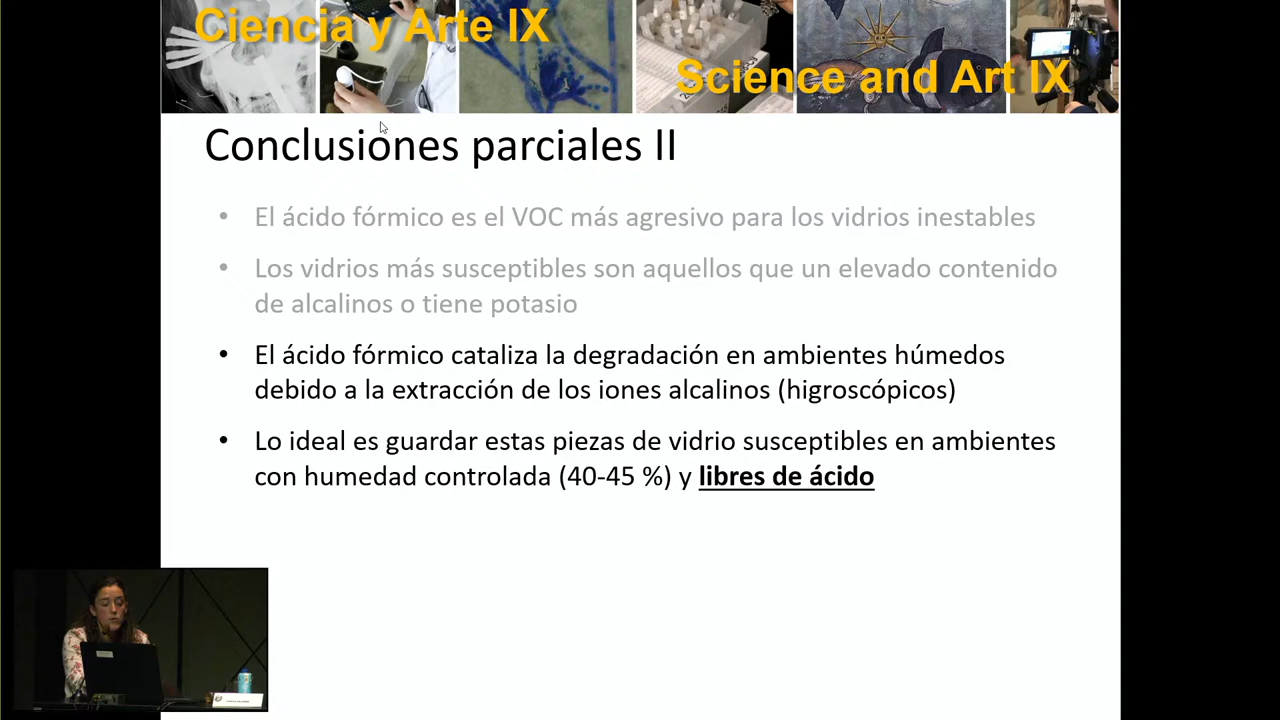 Ciencia y Arte IX
Science and Art IX
Conclusiones parciales II
• El ácido fórmico es el VOC más agresivo para los vidrios inestables
• Los vidrios más susceptibles son aquellos que un elevado contenido
de alcalinos o tiene potasio
• El ácido fórmico cataliza la degradación en ambientes húmedos
debido a la extracción de los iones alcalinos (higroscópicos)
• Lo ideal es guardar estas piezas de vidrio susceptibles en ambientes
con humedad controlada (40-45 %) y libres de ácido